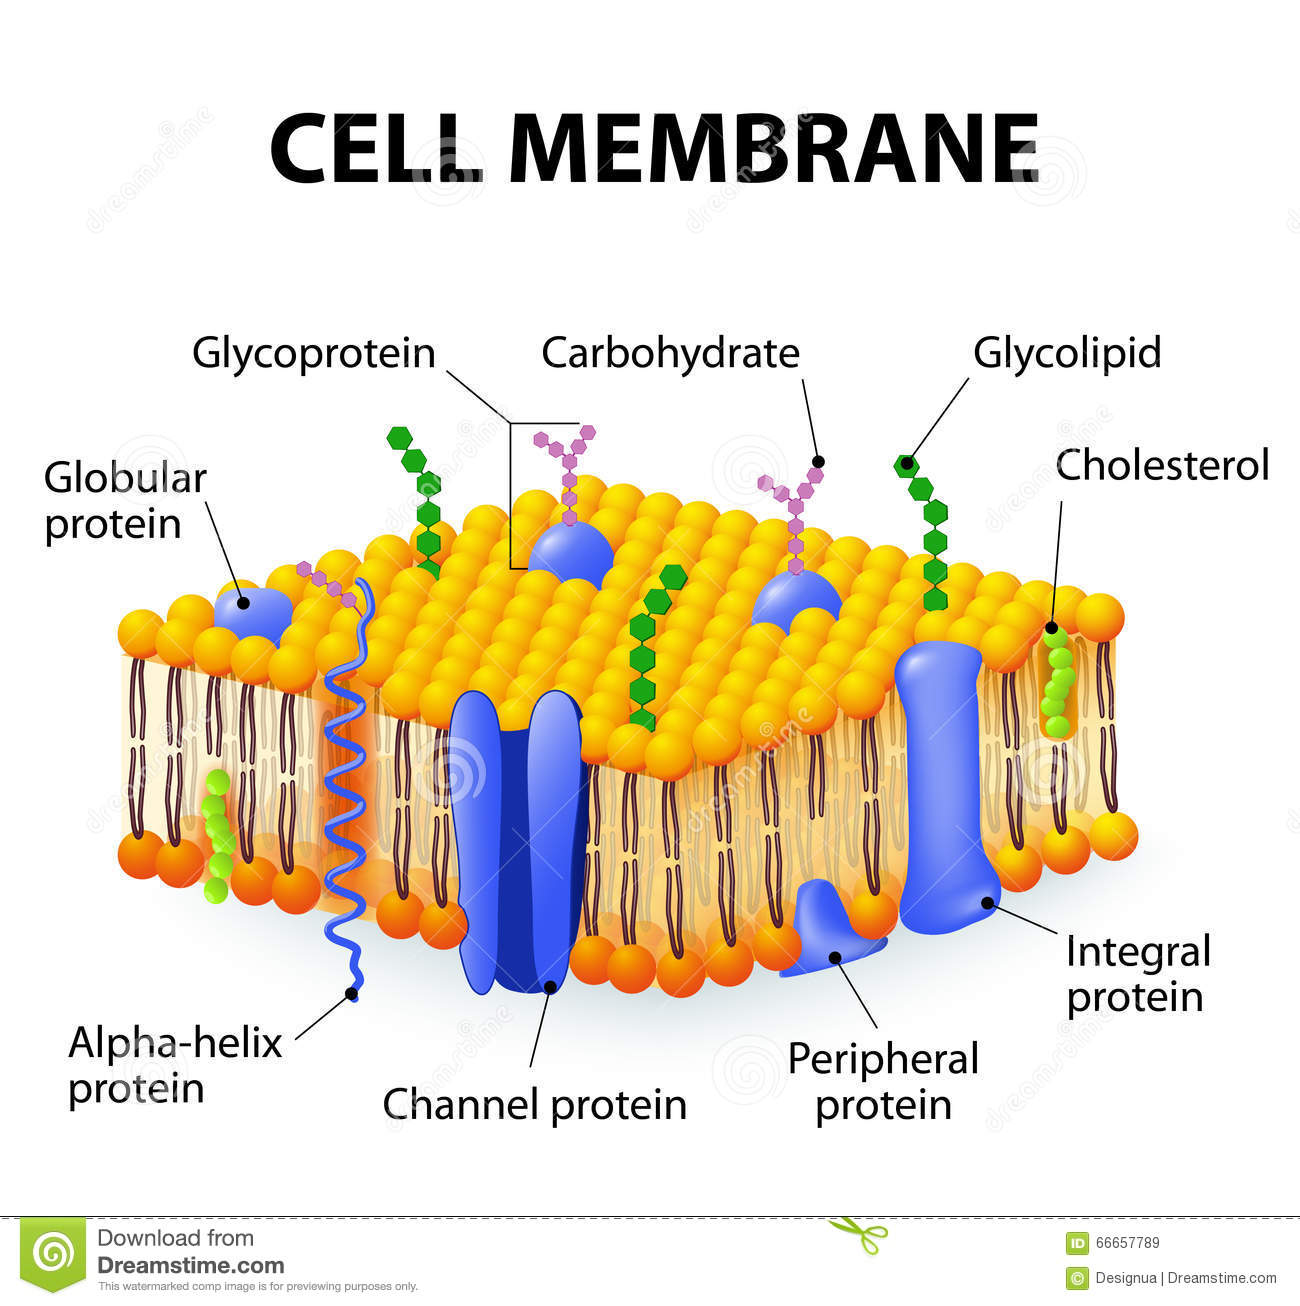 CELL MEMBRANE
Glycoprotein
Carbohydrate
Glycolipid
Globular
protein
Cholesterol
Integral
protein
Alpha-helix
protein
Channel protein
Peripheral
protein
Download from
Dreamstime.com
This watermarked comp image is for previewing purposes only.
ID 66657789
© Designua | Dreamstime.com
dreamstime